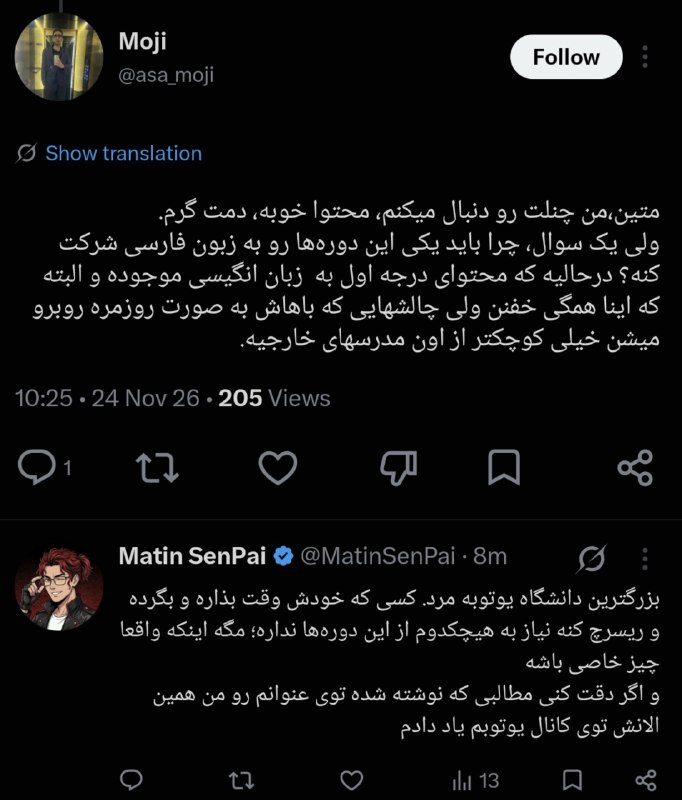 Moji
@asa_moji
Follow
Show translation
متین،من چنلت رو دنبال میکنم، محتوا خوبه، دمت گرم.
ولی یک سوال، چرا باید یکی این دوره‌ها رو به زبون فارسی شرکت
کنه؟ درحالیه که محتوای درجه اول به زبان انگیسی موجوده و البته
که اینا همگی خفنن ولی چالشهایی که باهاش به صورت روزمره روبرو
میشن خیلی کوچکتر از اون مدرسهای خارجیه.
10:25 • 24 Nov 26 • 205 Views
1
Matin SenPai @MatinSenPai · 8m
بزرگترین دانشگاه یوتوبه مرد. کسی که خودش وقت بذاره و بگرده
و ریسرچ کنه نیاز به هیچکدوم از این دوره‌ها نداره؛ مگه اینکه واقعا
چیز خاصی باشه
و اگر دقت کنی مطالبی که نوشته شده توی عنوانم رو من همین
الانش توی کانال یوتوبم یاد دادم
13